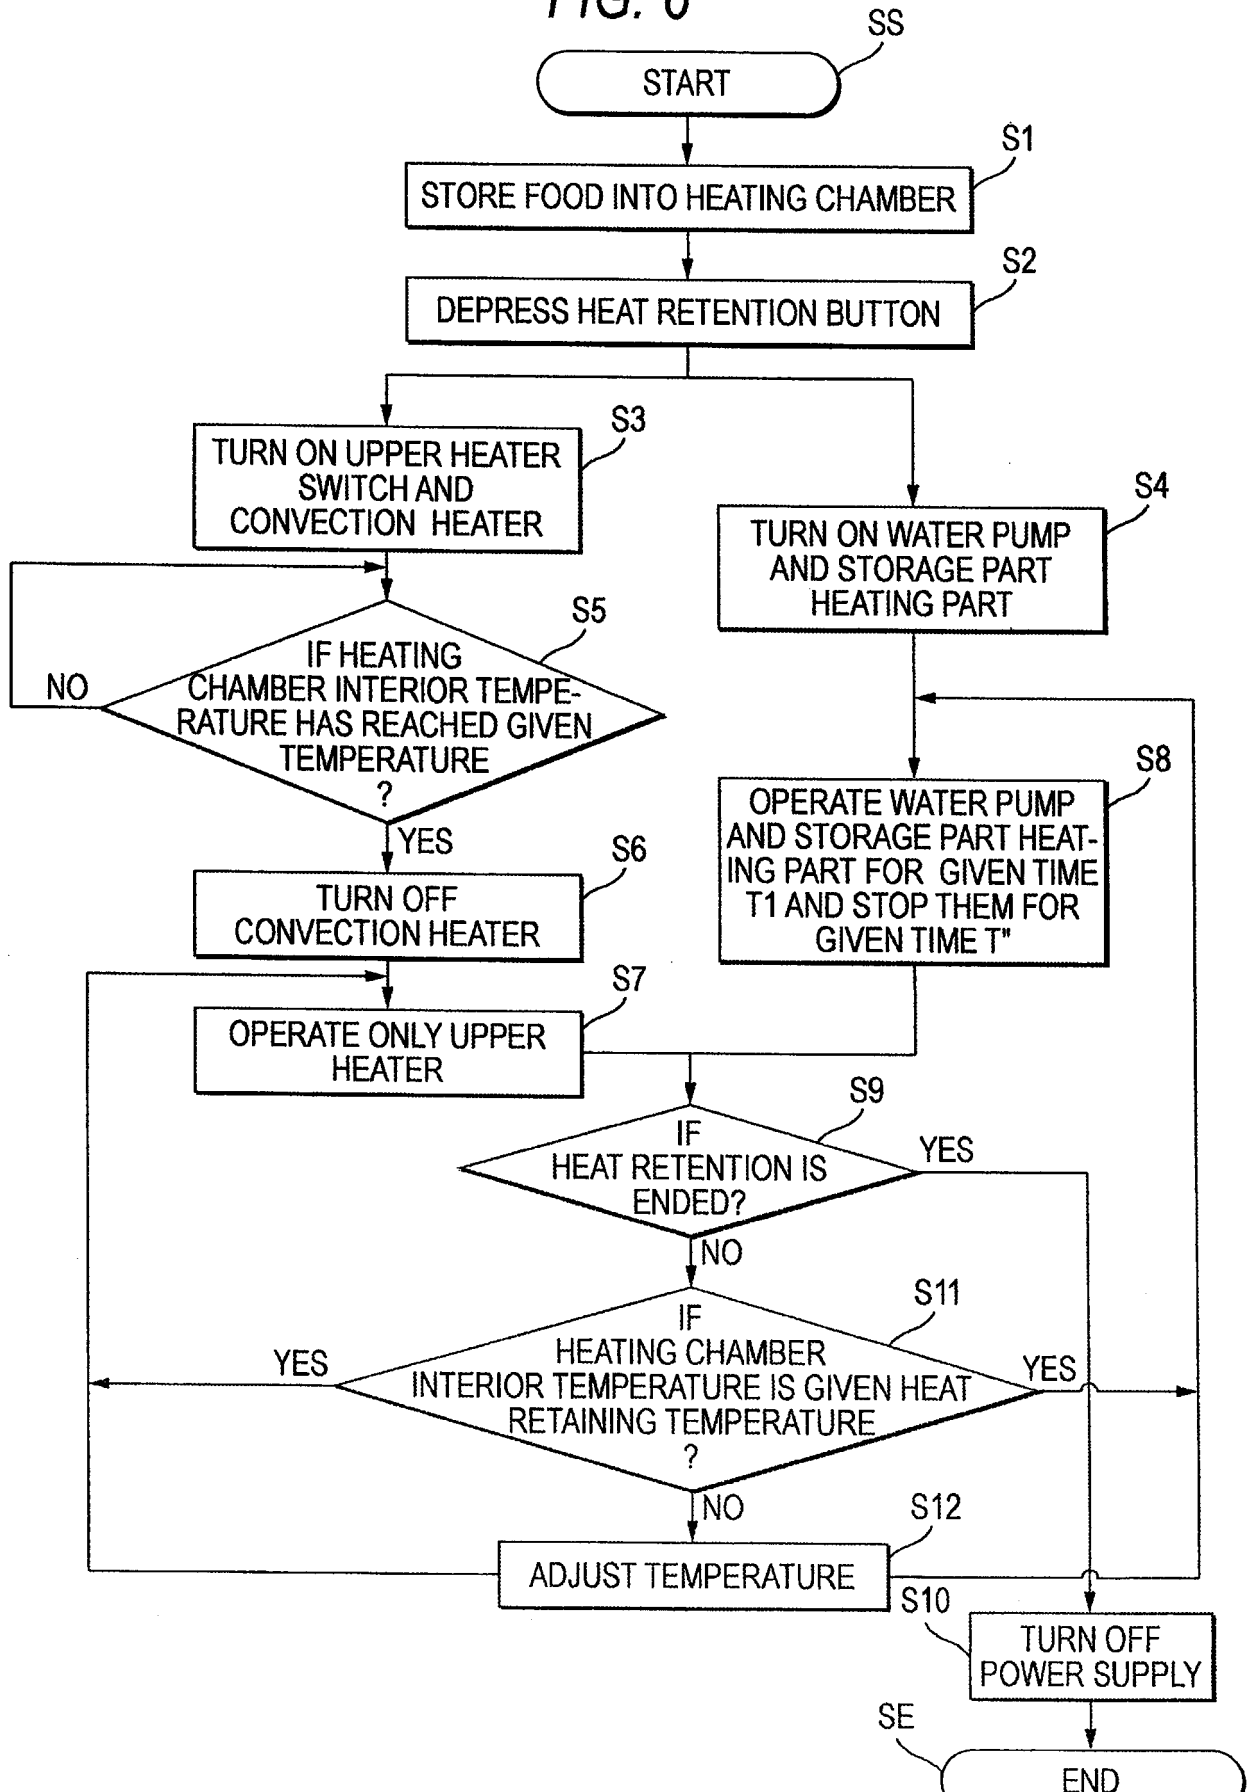 FIG. 6
SS
START
S1
STORE FOOD INTO HEATING CHAMBER
S2
DEPRESS HEAT RETENTION BUTTON
S3
TURN ON UPPER HEATER
SWITCH AND
CONVECTION HEATER
S4
TURN ON WATER PUMP
AND STORAGE PART
HEATING PART
S5
IF HEATING
CHAMBER INTERIOR TEMPE-
RATURE HAS REACHED GIVEN
TEMPERATURE
?
NO
YES
S6
TURN OFF
CONVECTION HEATER
S8
OPERATE WATER PUMP
AND STORAGE PART HEAT-
ING PART FOR GIVEN TIME
T1 AND STOP THEM FOR
GIVEN TIME T"
S7
OPERATE ONLY UPPER
HEATER
S9
IF
HEAT RETENTION IS
ENDED?
YES
NO
S11
IF
HEATING CHAMBER
INTERIOR TEMPERATURE IS GIVEN HEAT
RETAINING TEMPERATURE
?
YES
YES
NO
S12
ADJUST TEMPERATURE
S10
TURN OFF
POWER SUPPLY
SE
END